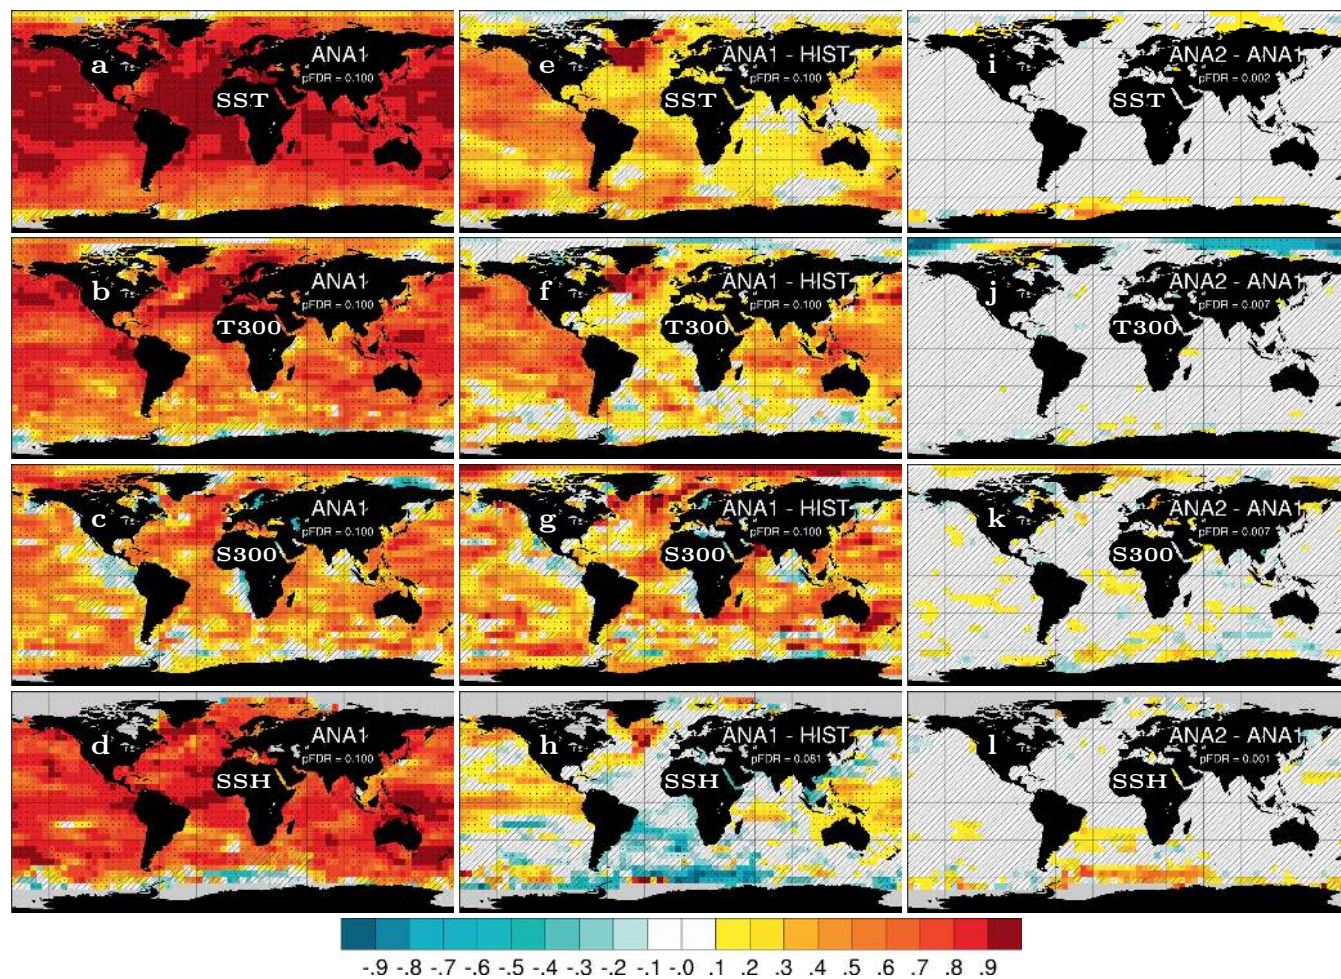 a
ANA1
pFDR = 0.100
SST
e
ANA1 - HIST
pFDR = 0.100
SST
i
ANA2 - ANA1
pFDR = 0.002
SST
b
ANA1
pFDR = 0.100
T300
f
ANA1 - HIST
pFDR = 0.100
T300
j
ANA2 - ANA1
pFDR = 0.007
T300
c
ANA1
pFDR = 0.100
S300
g
ANA1 - HIST
pFDR = 0.100
S300
k
ANA2 - ANA1
pFDR = 0.007
S300
d
ANA1
pFDR = 0.100
SSH
h
ANA1 - HIST
pFDR = 0.081
SSH
l
ANA2 - ANA1
pFDR = 0.001
SSH
-.9 -.8 -.7 -.6 -.5 -.4 -.3 -.2 -.1 -.0 .1 .2 .3 .4 .5 .6 .7 .8 .9